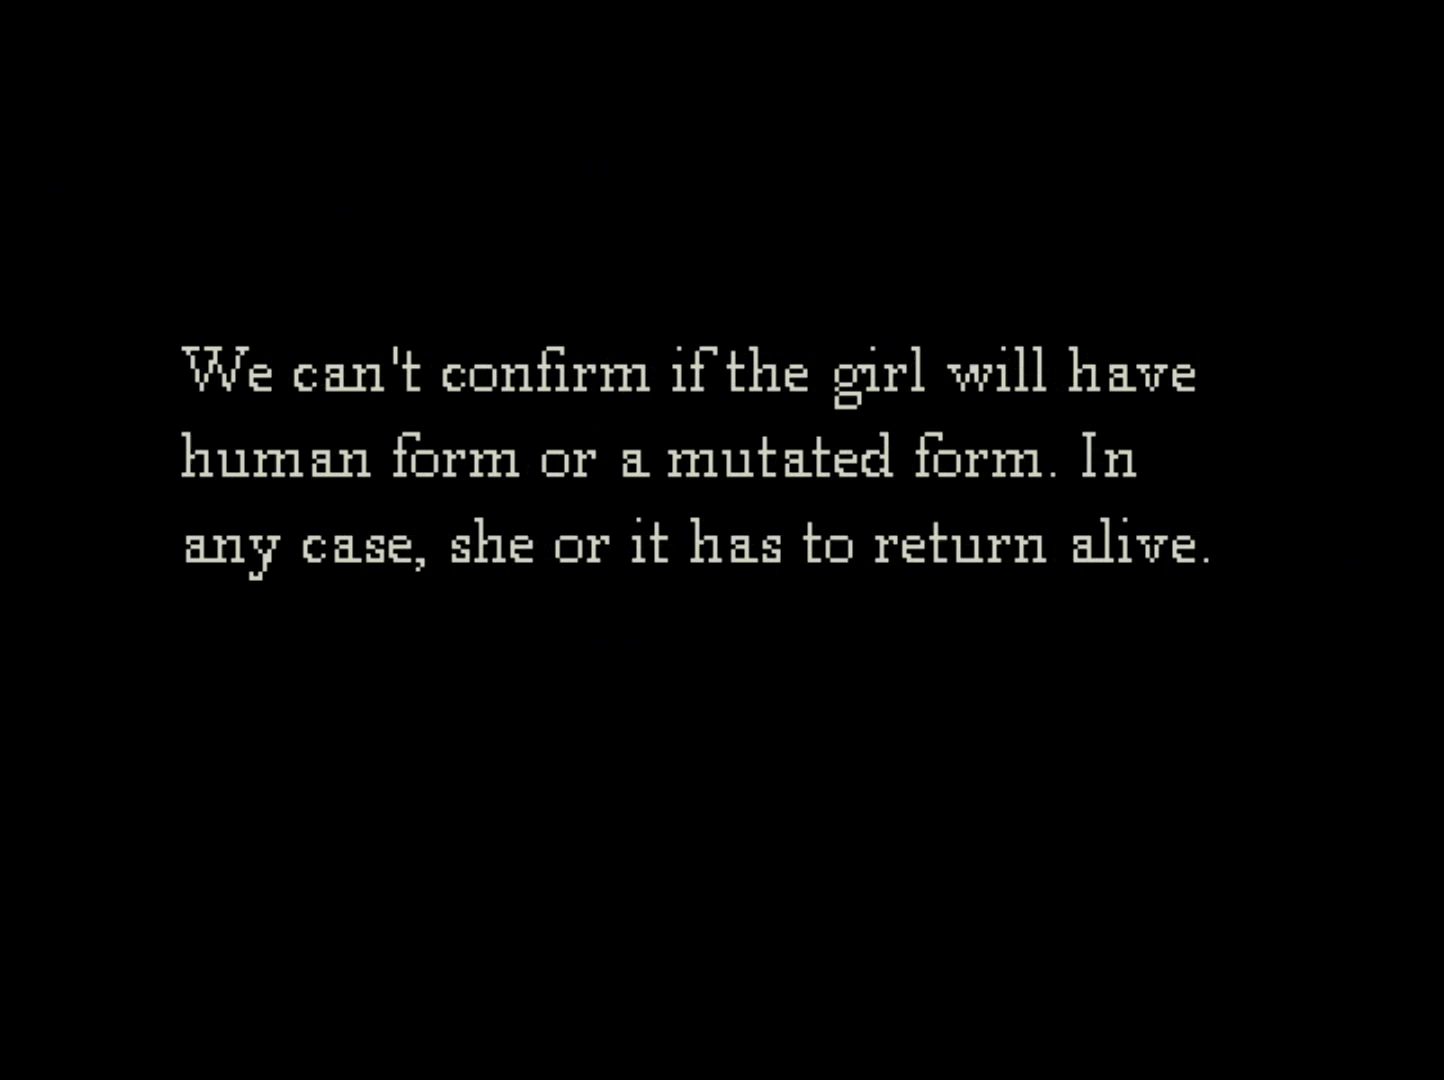 We can't confirm if the girl will have
human form or a mutated form. In
any case, she or it has to return alive.